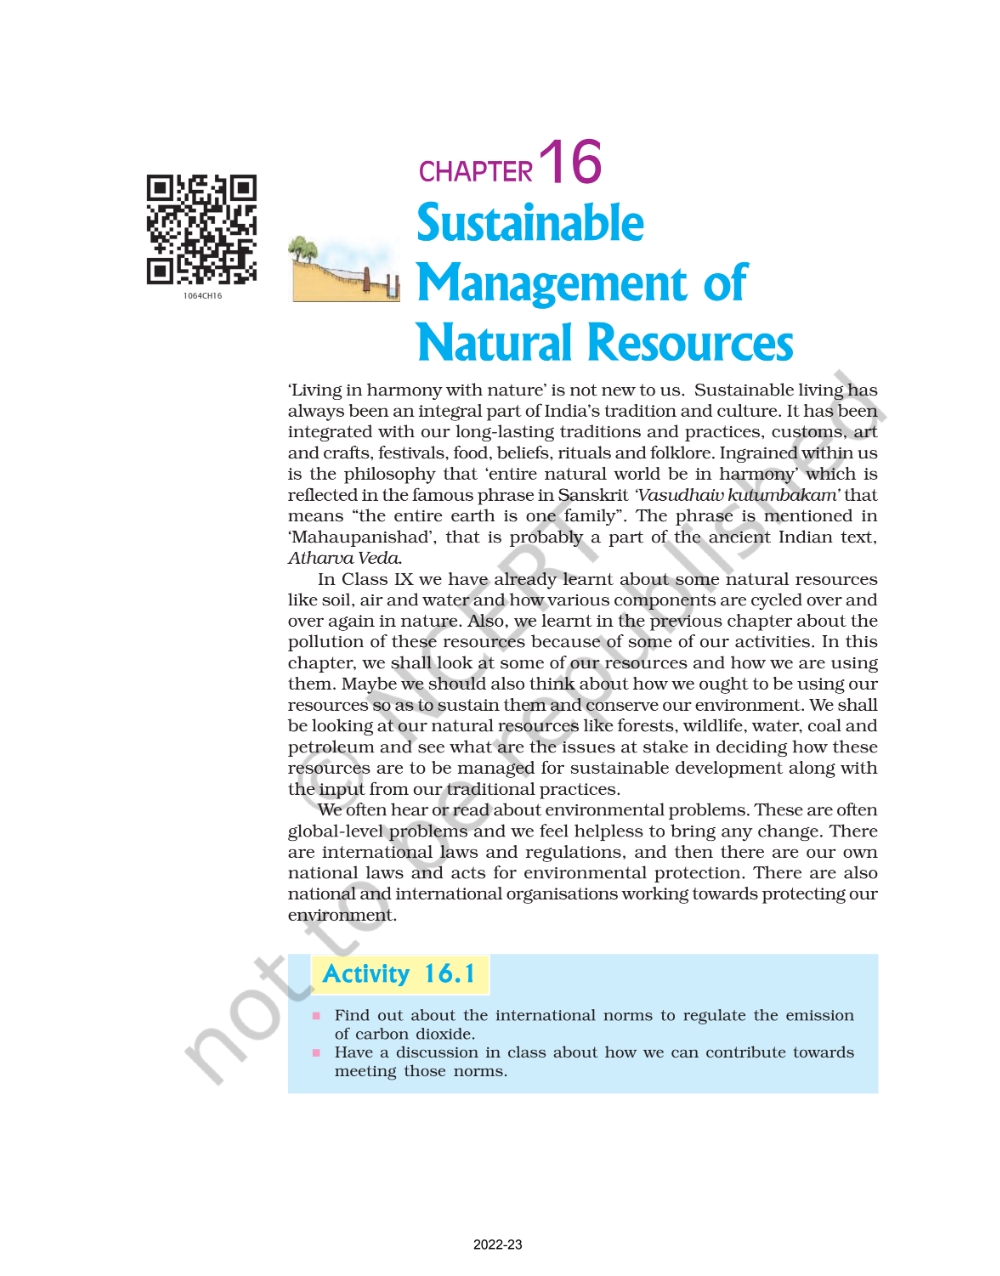 CHAPTER 16
1064CH16
Sustainable
Management of
Natural Resources
‘Living in harmony with nature’ is not new to us. Sustainable living has
always been an integral part of India’s tradition and culture. It has been
integrated with our long-lasting traditions and practices, customs, art
and crafts, festivals, food, beliefs, rituals and folklore. Ingrained within us
is the philosophy that ‘entire natural world be in harmony’ which is
reflected in the famous phrase in Sanskrit ‘Vasudhaiv kutumbakam’ that
means “the entire earth is one family”. The phrase is mentioned in
‘Mahaupanishad’, that is probably a part of the ancient Indian text,
Atharva Veda.
In Class IX we have already learnt about some natural resources
like soil, air and water and how various components are cycled over and
over again in nature. Also, we learnt in the previous chapter about the
pollution of these resources because of some of our activities. In this
chapter, we shall look at some of our resources and how we are using
them. Maybe we should also think about how we ought to be using our
resources so as to sustain them and conserve our environment. We shall
be looking at our natural resources like forests, wildlife, water, coal and
petroleum and see what are the issues at stake in deciding how these
resources are to be managed for sustainable development along with
the input from our traditional practices.
We often hear or read about environmental problems. These are often
global-level problems and we feel helpless to bring any change. There
are international laws and regulations, and then there are our own
national laws and acts for environmental protection. There are also
national and international organisations working towards protecting our
environment.
Activity 16.1
Find out about the international norms to regulate the emission
of carbon dioxide.
Have a discussion in class about how we can contribute towards
meeting those norms.
© NCERT
not to be republished
2022-23